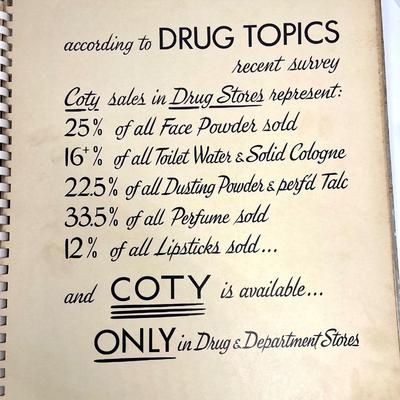 according to DRUG TOPICS
recent survey
Coty sales in Drug Stores represent:
25% of all Face Powder sold
16+% of all Toilet Water & Solid Cologne
22.5% of all Dusting Powder & perf'd Talc
33.5% of all Perfume sold
12% of all Lipsticks sold...
and COTY is available...
ONLY in Drug & Department Stores